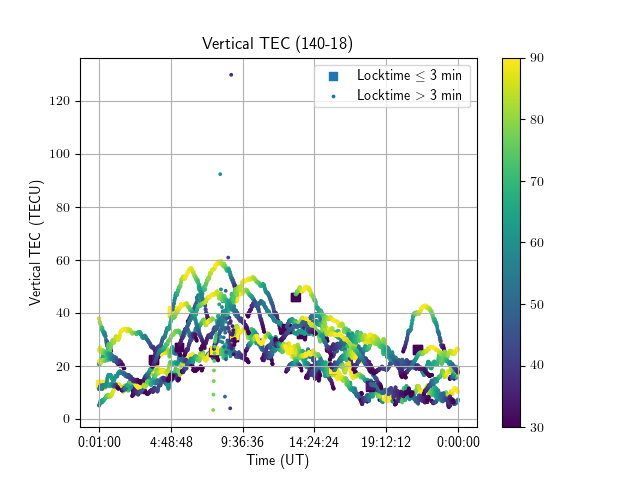 Vertical TEC (140-18)
Locktime ≤ 3 min
Locktime > 3 min
Vertical TEC (TECU)
120
100
80
60
40
20
0
0:01:00 4:48:48 9:36:36 14:24:24 19:12:12 0:00:00
Time (UT)
90
80
70
60
50
40
30